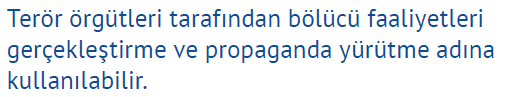 Terör örgütleri tarafından bölücü faaliyetleri
gerçekleştirme ve propaganda yürütme adına
kullanılabilir.